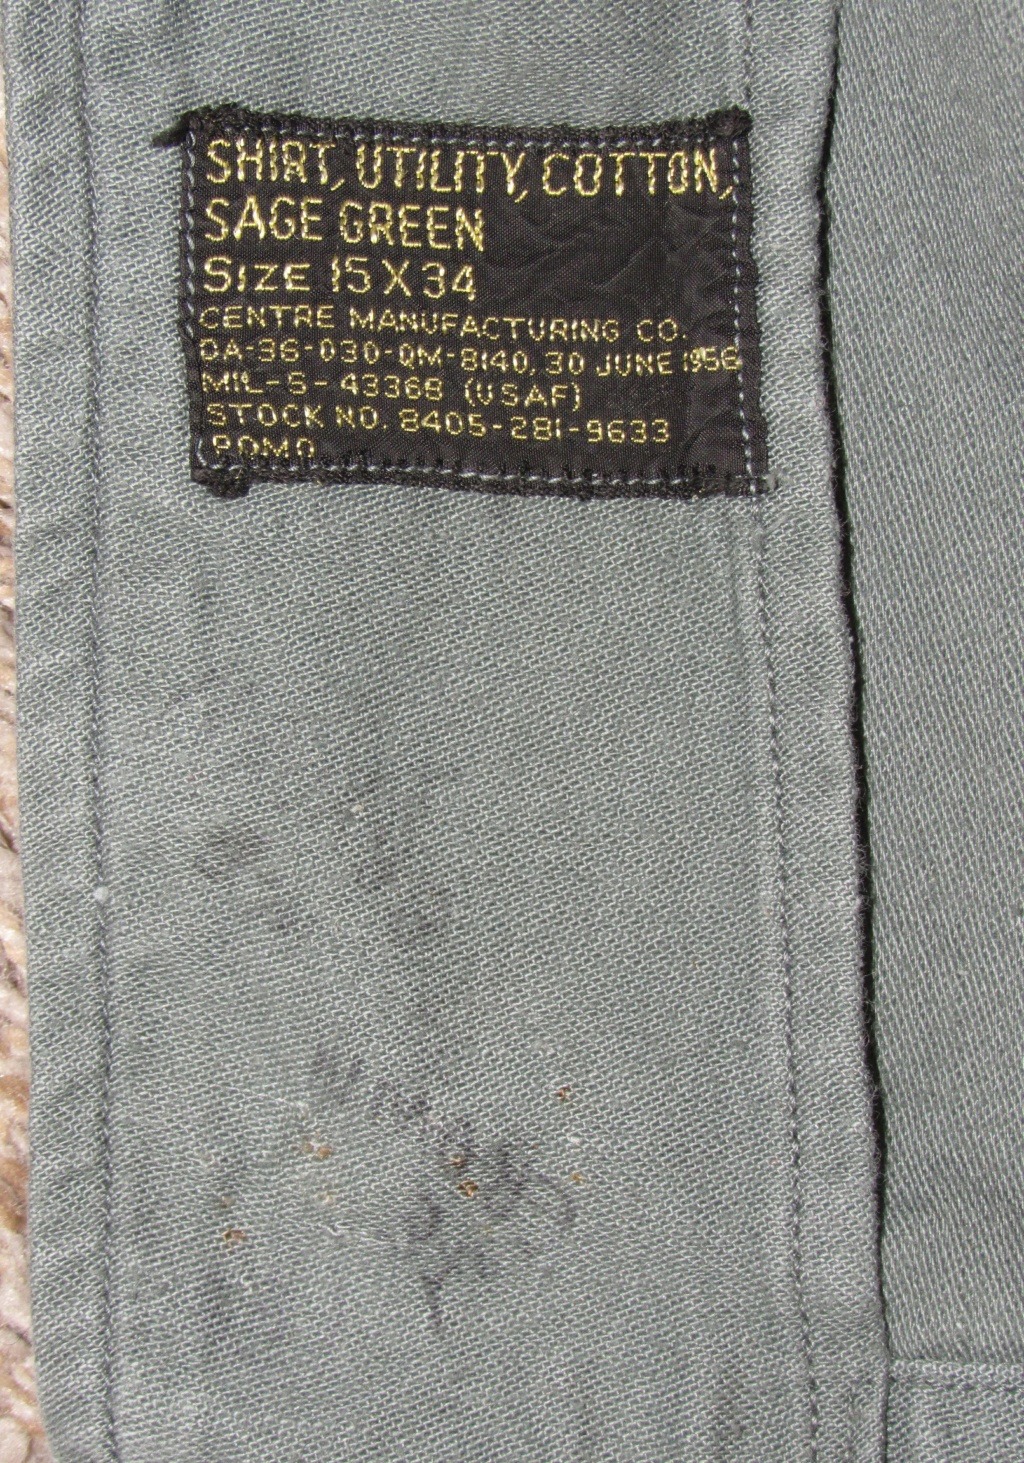 SHIRT, UTILITY, COTTON,
SAGE GREEN
SIZE 15 X 34
CENTRE MANUFACTURING CO.
DA-36-030-QM-8140, 30 JUNE 1956
MIL-S-43368 (USAF)
STOCK NO. 8405-281-9633